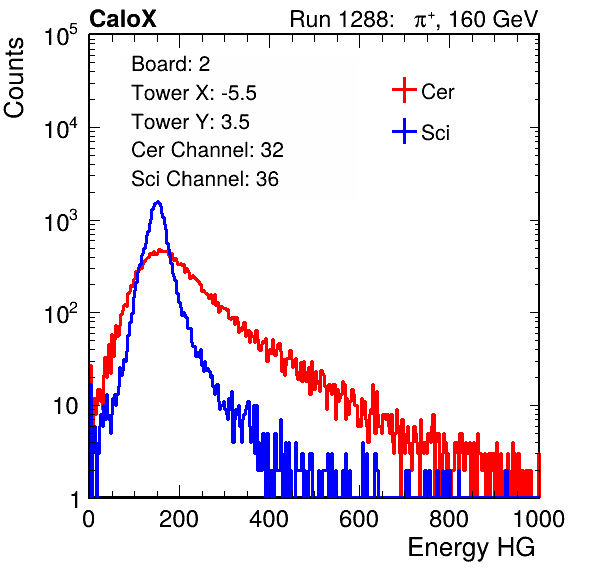 CaloX Run 1288: π⁺, 160 GeV
Counts
10⁵
10⁴
10³
10²
10
1
Board: 2
Tower X: -5.5
Tower Y: 3.5
Cer Channel: 32
Sci Channel: 36
Cer
Sci
0 200 400 600 800 1000
Energy HG